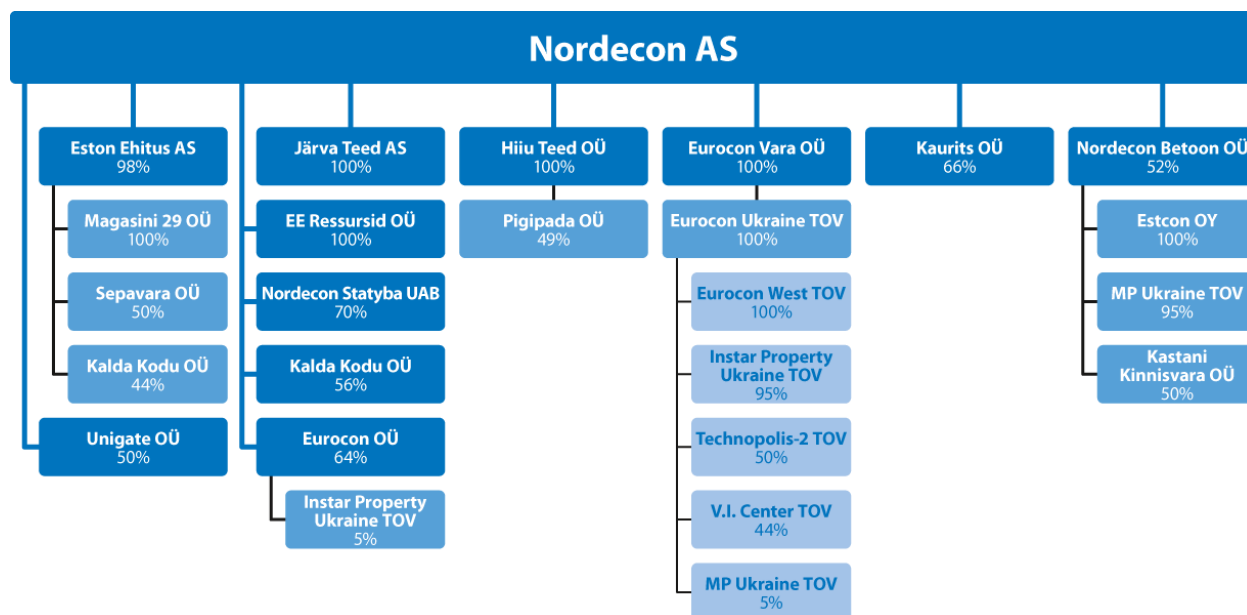 Nordecon AS
Eston Ehitus AS
98%
Magasini 29 OÜ
100%
Sepavara OÜ
50%
Kalda Kodu OÜ
44%
Unigate OÜ
50%
Järva Teed AS
100%
EE Ressursid OÜ
100%
Nordecon Statyba UAB
70%
Kalda Kodu OÜ
56%
Eurocon OÜ
64%
Instar Property
Ukraine TOV
5%
Hiiu Teed OÜ
100%
Pigipada OÜ
49%
Eurocon Vara OÜ
100%
Eurocon Ukraine TOV
100%
Eurocon West TOV
100%
Instar Property
Ukraine TOV
95%
Technopolis-2 TOV
50%
V.I. Center TOV
44%
MP Ukraine TOV
5%
Kaurits OÜ
66%
Nordecon Betoon OÜ
52%
Estcon OY
100%
MP Ukraine TOV
95%
Kastani
Kinnisvara OÜ
50%